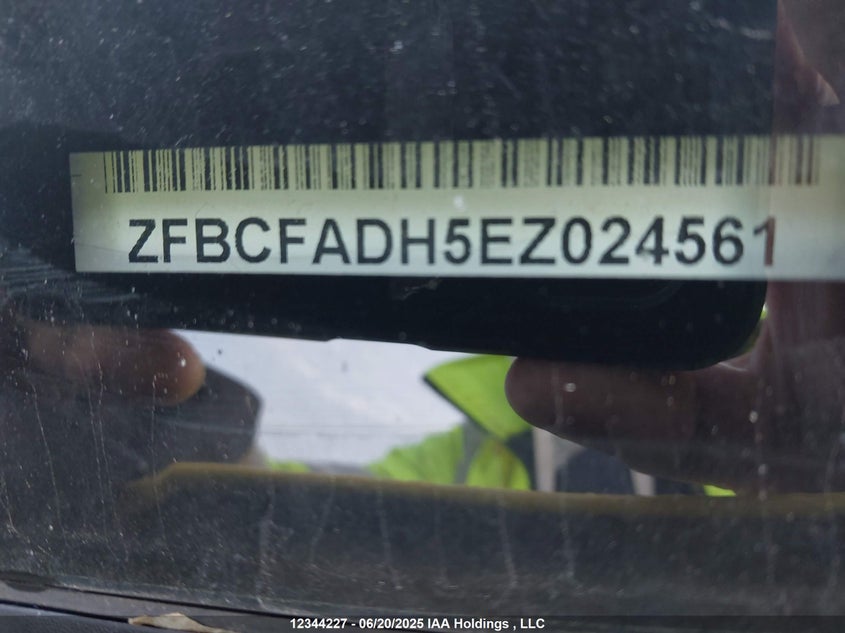 ZFBCFADH5EZ024561
12344227 - 06/20/2025 IAA Holdings , LLC